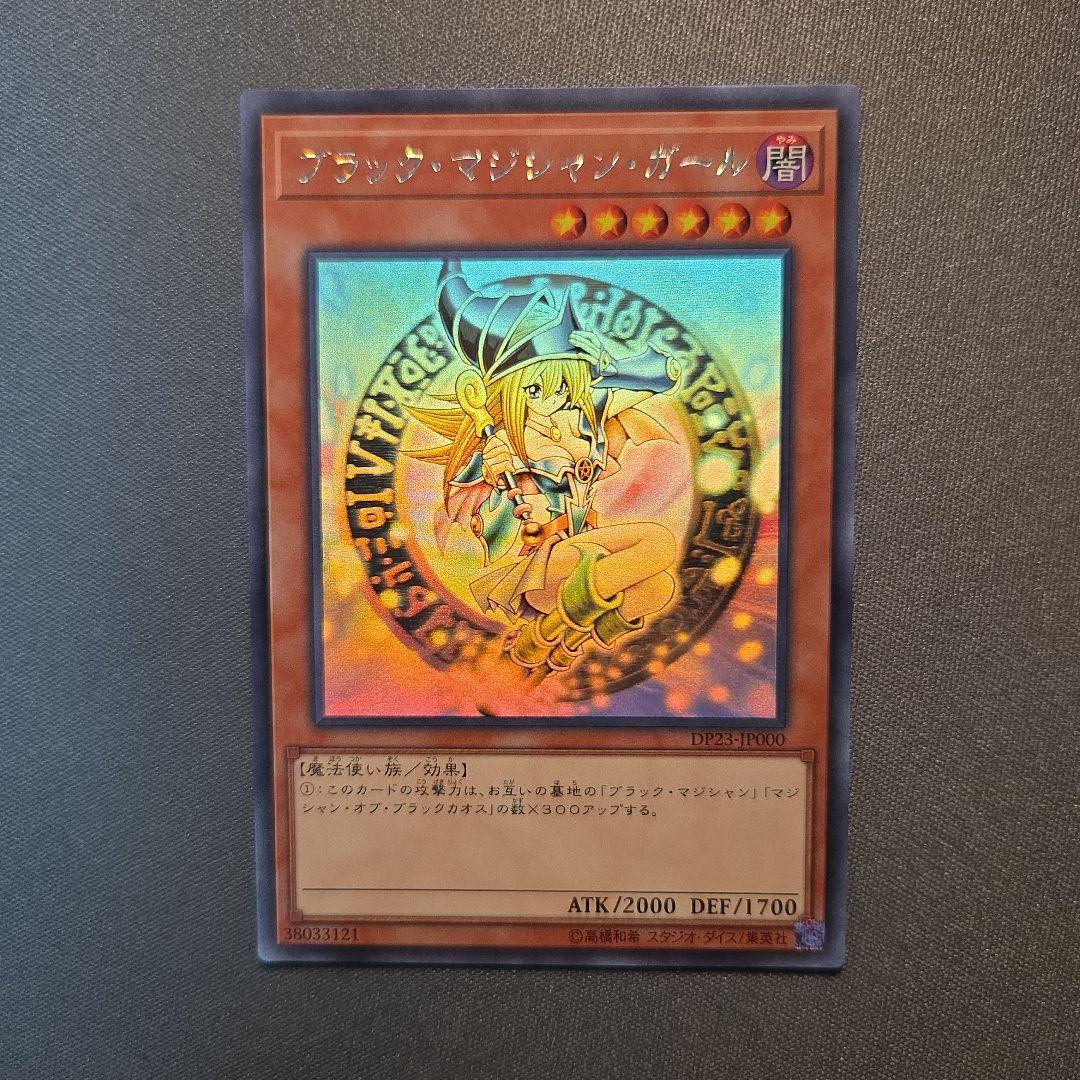 ブラック・マジシャン・ガール
やみ
闇
DP23-JP000
【魔法使い族／効果】
①：このカードの攻撃力は、お互いの墓地の「ブラック・マジシャン」「マジ
シャン・オブ・ブラックカオス」の数×３００アップする。
ATK/2000 DEF/1700
38033121
©高橋和希 スタジオ・ダイス/集英社